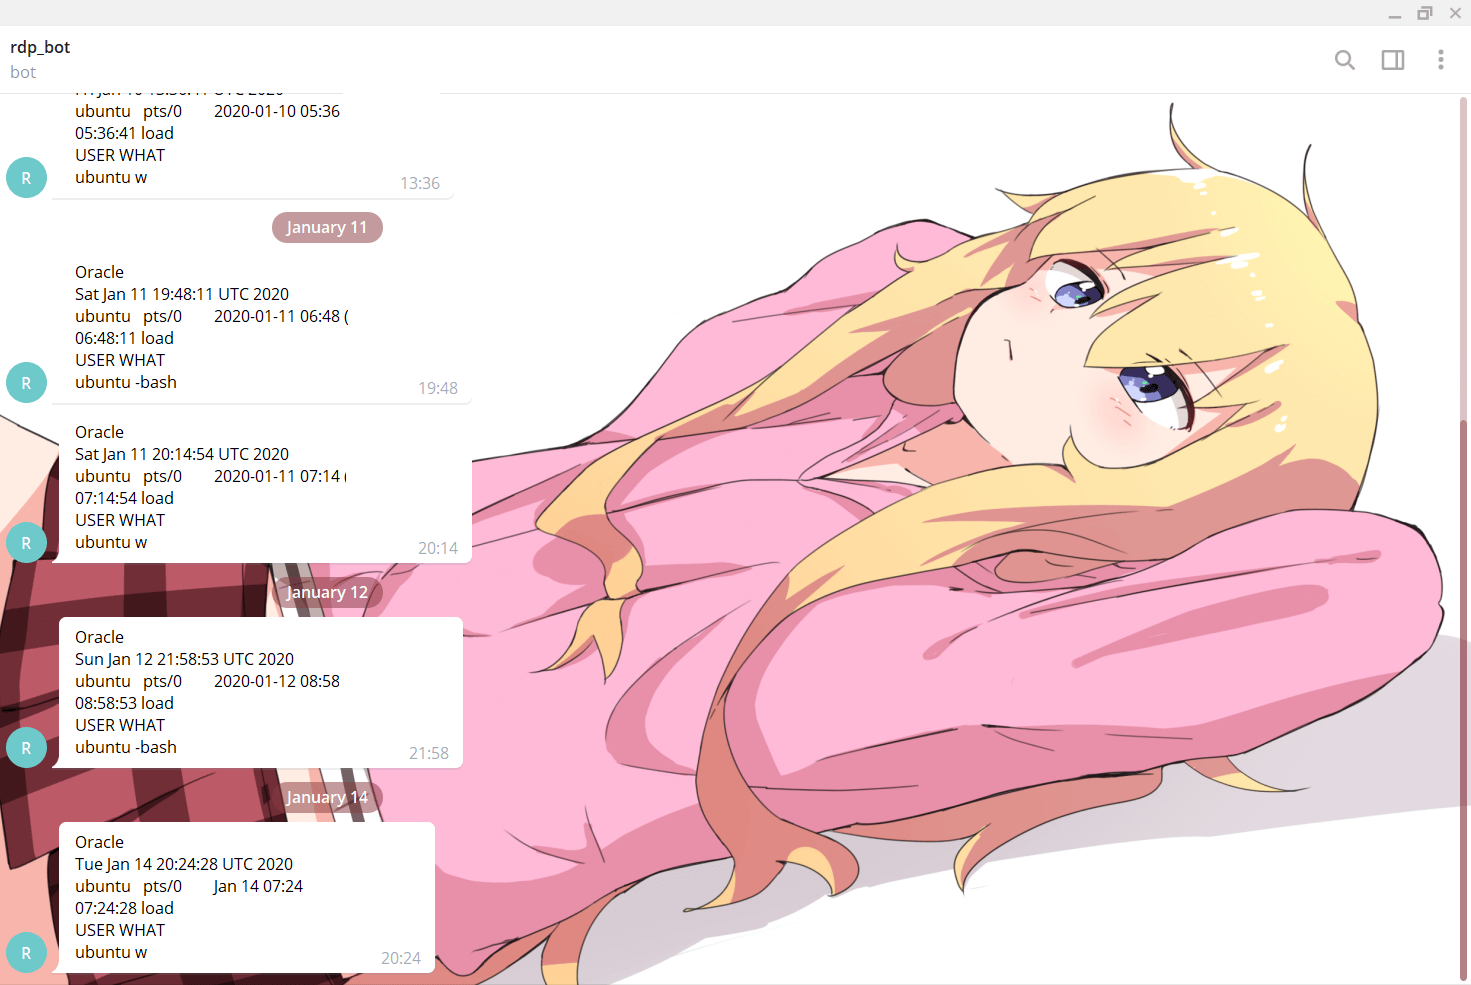 rdp_bot
bot
ubuntu pts/0 2020-01-10 05:36
05:36:41 load
USER WHAT
ubuntu w
13:36
R
January 11
Oracle
Sat Jan 11 19:48:11 UTC 2020
ubuntu pts/0 2020-01-11 06:48 (
06:48:11 load
USER WHAT
ubuntu -bash
19:48
R
Oracle
Sat Jan 11 20:14:54 UTC 2020
ubuntu pts/0 2020-01-11 07:14 (
07:14:54 load
USER WHAT
ubuntu w
20:14
R
January 12
Oracle
Sun Jan 12 21:58:53 UTC 2020
ubuntu pts/0 2020-01-12 08:58
08:58:53 load
USER WHAT
ubuntu -bash
21:58
R
January 14
Oracle
Tue Jan 14 20:24:28 UTC 2020
ubuntu pts/0 Jan 14 07:24
07:24:28 load
USER WHAT
ubuntu w
20:24
R